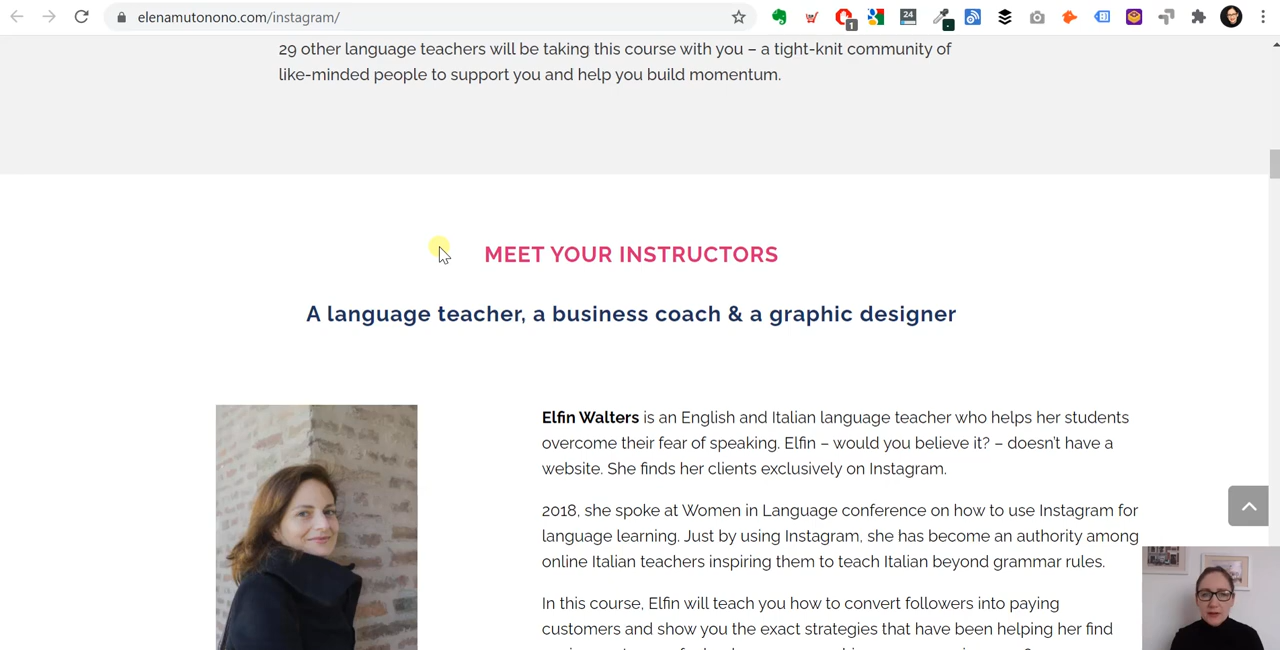 elenamutonono.com/instagram/
1
24
29 other language teachers will be taking this course with you – a tight-knit community of
like-minded people to support you and help you build momentum.
MEET YOUR INSTRUCTORS
A language teacher, a business coach & a graphic designer
Elfin Walters is an English and Italian language teacher who helps her students
overcome their fear of speaking. Elfin – would you believe it? – doesn't have a
website. She finds her clients exclusively on Instagram.
2018, she spoke at Women in Language conference on how to use Instagram for
language learning. Just by using Instagram, she has become an authority among
online Italian teachers inspiring them to teach Italian beyond grammar rules.
In this course, Elfin will teach you how to convert followers into paying
customers and show you the exact strategies that have been helping her find